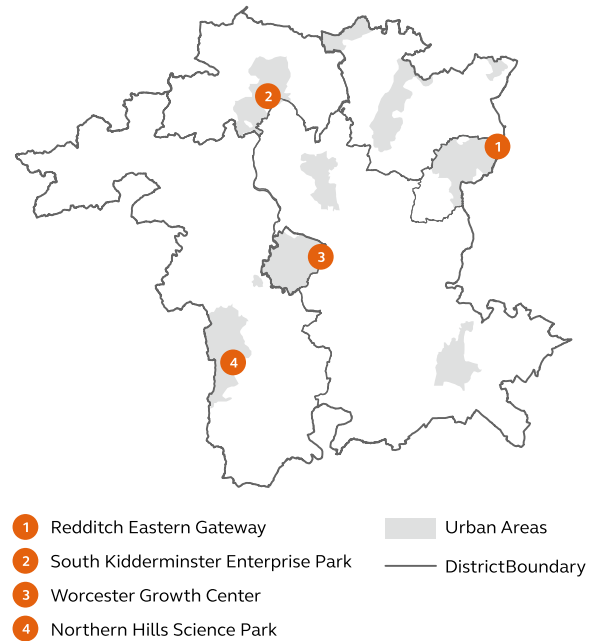 2
1
3
4
1 Redditch Eastern Gateway
2 South Kidderminster Enterprise Park
3 Worcester Growth Center
4 Northern Hills Science Park
Urban Areas
DistrictBoundary